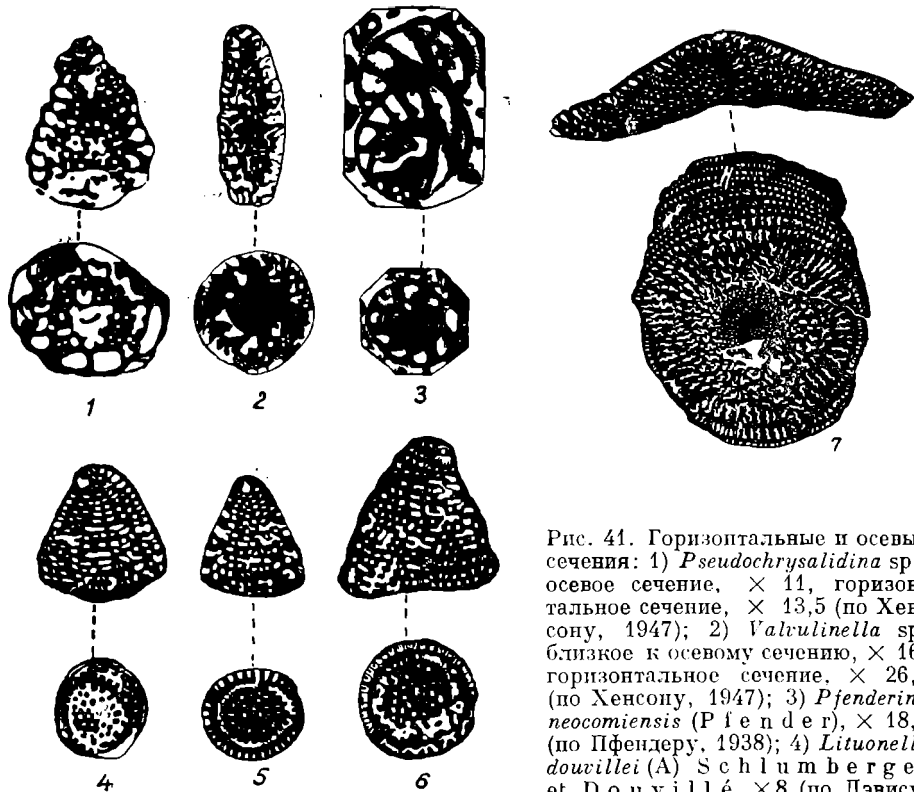 1
2
3
7
4
5
6
Рис. 41. Горизонтальные и осевы
сечения: 1) Pseudochrysalidina sp
осевое сечение, × 11, горизон
тальное сечение, × 13,5 (по Хен
сону, 1947); 2) Valvulinella sp
близкое к осевому сечению, × 16
горизонтальное сечение, × 26,
(по Хенсону, 1947); 3) Pfenderin
neocomiensis (Pfender), × 18,
(по Пфендеру, 1938); 4) Lituonell
douvillei (A) Schlumberge
et Douvillé, ×8 (по Дэвису